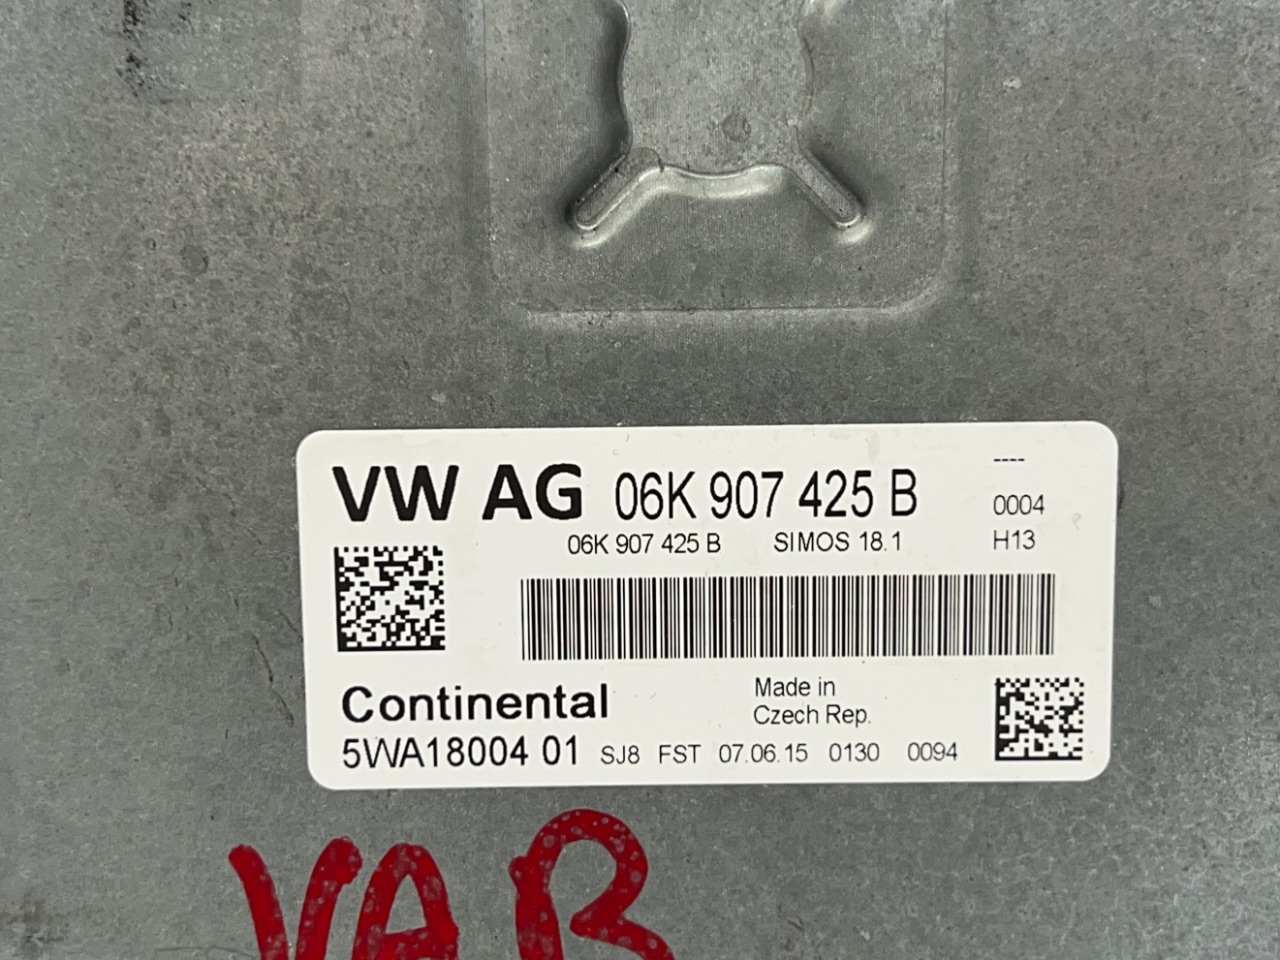 VW AG 06K 907 425 B ----
0004
06K 907 425 B SIMOS 18.1 H13
Continental
Made in
Czech Rep.
5WA18004 01 SJ8 FST 07.06.15 0130 0094
VAB